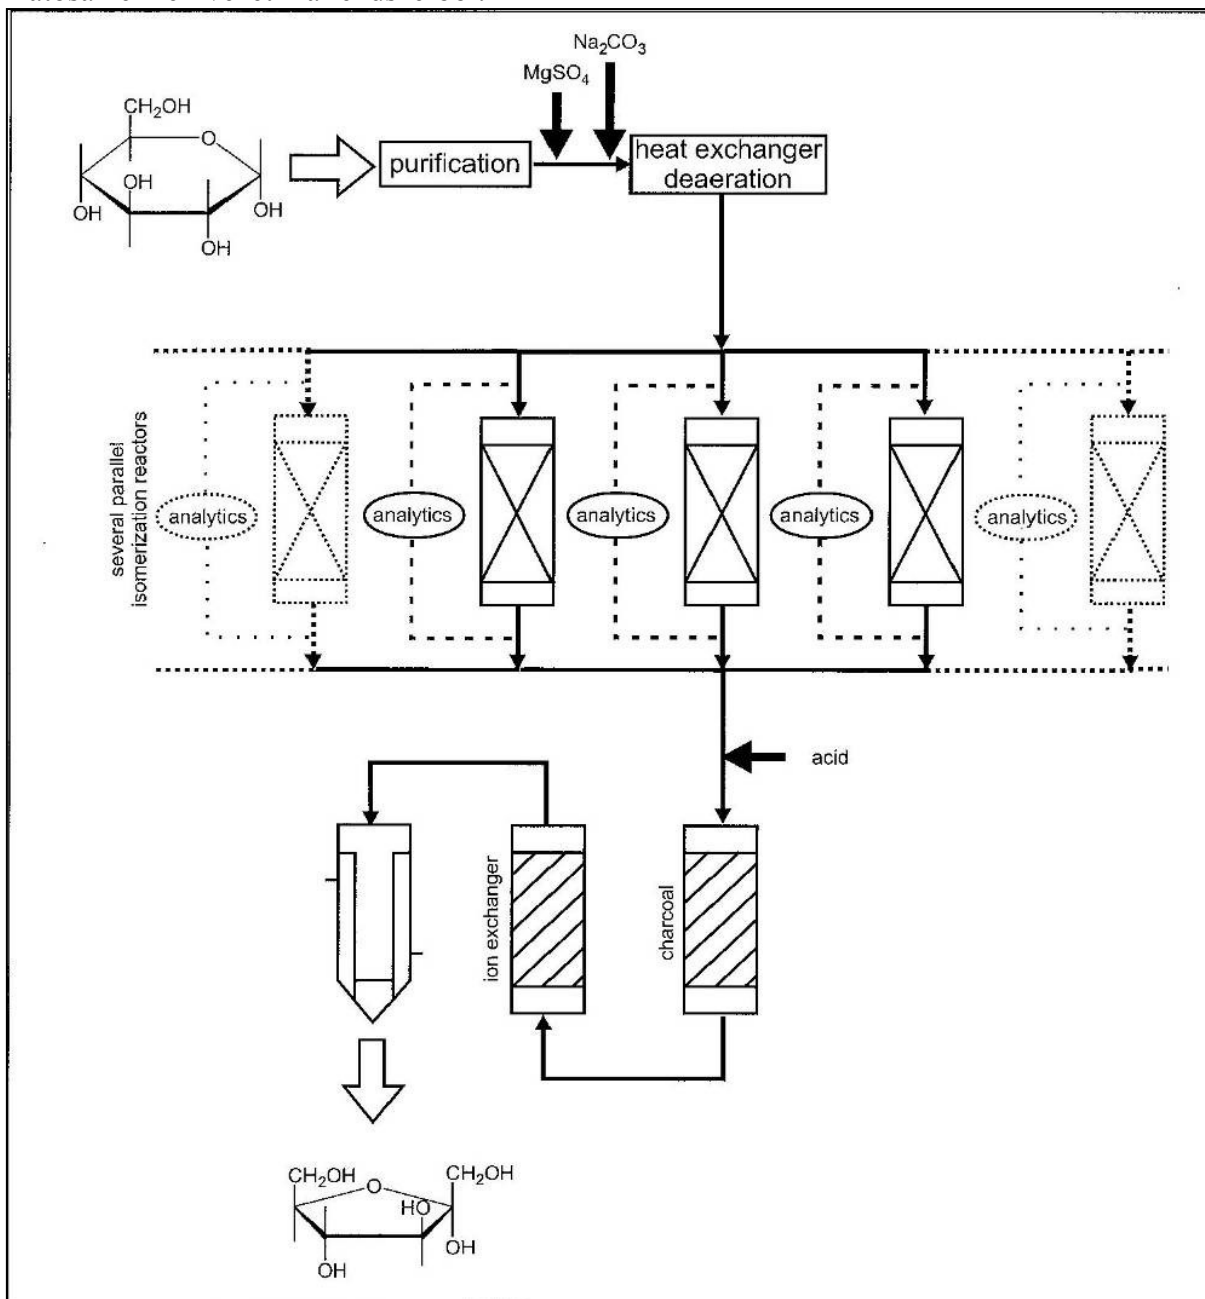 Na₂CO₃
MgSO₄
CH₂OH
O
OH
OH
OH
OH
purification
heat exchanger
deaeration
several parallel
isomerization reactors
analytics
analytics
analytics
analytics
analytics
acid
ion exchanger
charcoal
CH₂OH
O
CH₂OH
HO
OH
OH